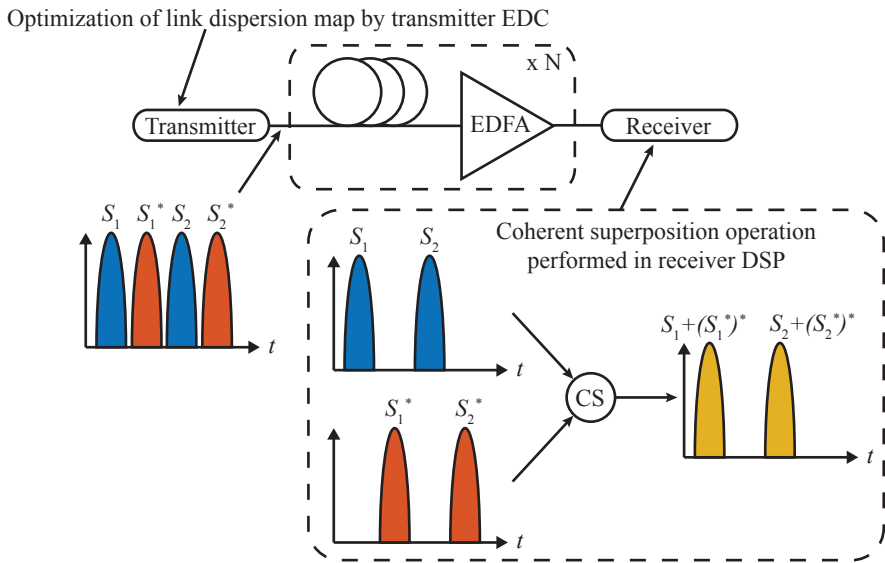 Optimization of link dispersion map by transmitter EDC
x N
Transmitter
EDFA
Receiver
S₁ S₁* S₂ S₂*
t
Coherent superposition operation
performed in receiver DSP
S₁ S₂
t
S₁* S₂*
t
CS
S₁+(S₁*)* S₂+(S₂*)*
t